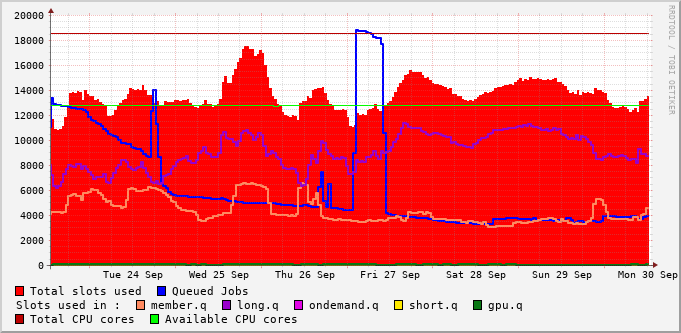 20000
18000
16000
14000
12000
10000
8000
6000
4000
2000
0
Tue 24 Sep Wed 25 Sep Thu 26 Sep Fri 27 Sep Sat 28 Sep Sun 29 Sep Mon 30 Sep
Total slots used Queued Jobs
Slots used in : member.q long.q ondemand.q short.q gpu.q
Total CPU cores Available CPU cores
RRDTOOL / TOBI OETIKER